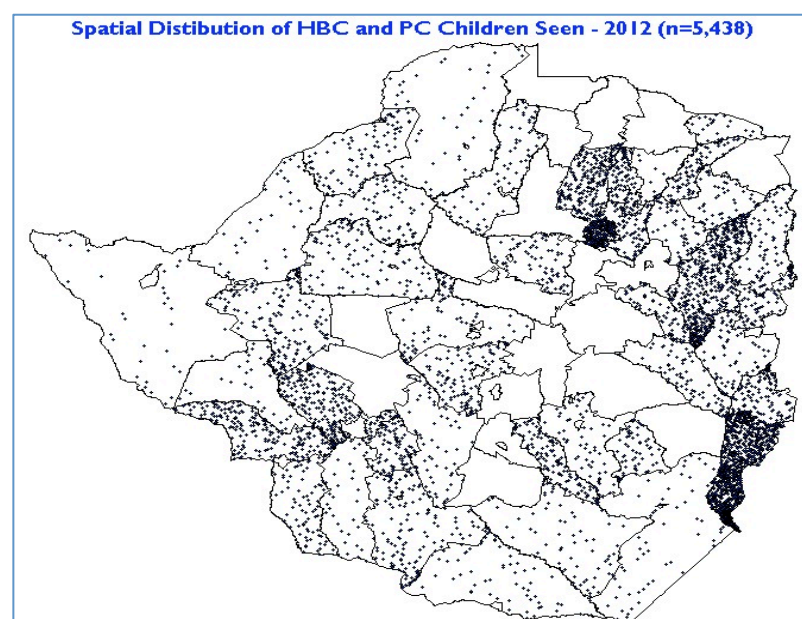 Spatial Distibution of HBC and PC Children Seen - 2012 (n=5,438)